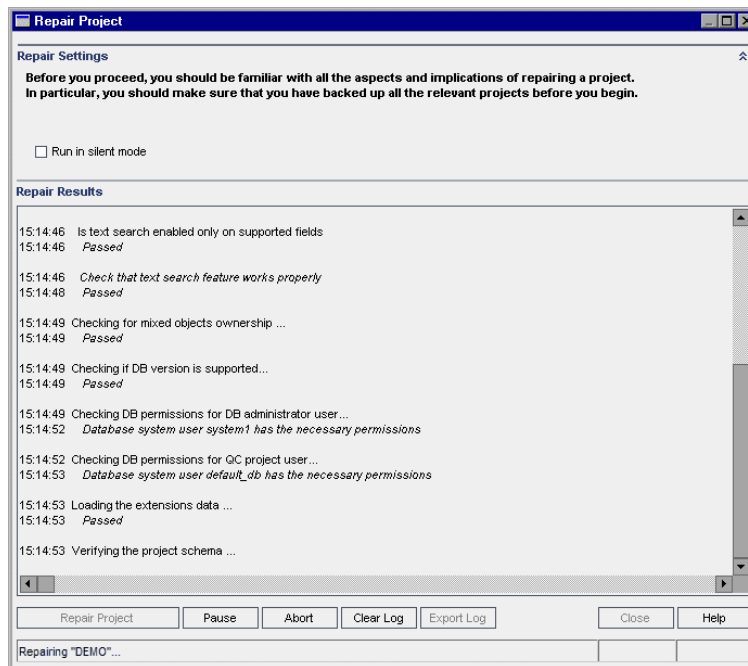 Repair Project
Repair Settings
Before you proceed, you should be familiar with all the aspects and implications of repairing a project.
In particular, you should make sure that you have backed up all the relevant projects before you begin.
Run in silent mode
Repair Results
15:14:46 Is text search enabled only on supported fields
15:14:46 Passed
15:14:46 Check that text search feature works properly
15:14:48 Passed
15:14:49 Checking for mixed objects ownership ...
15:14:49 Passed
15:14:49 Checking if DB version is supported...
15:14:49 Passed
15:14:49 Checking DB permissions for DB administrator user...
15:14:52 Database system user system1 has the necessary permissions
15:14:52 Checking DB permissions for QC project user...
15:14:53 Database system user default_db has the necessary permissions
15:14:53 Loading the extensions data ...
15:14:53 Passed
15:14:53 Verifying the project schema ...
Repair Project Pause Abort Clear Log Export Log Close Help
Repairing "DEMO"...